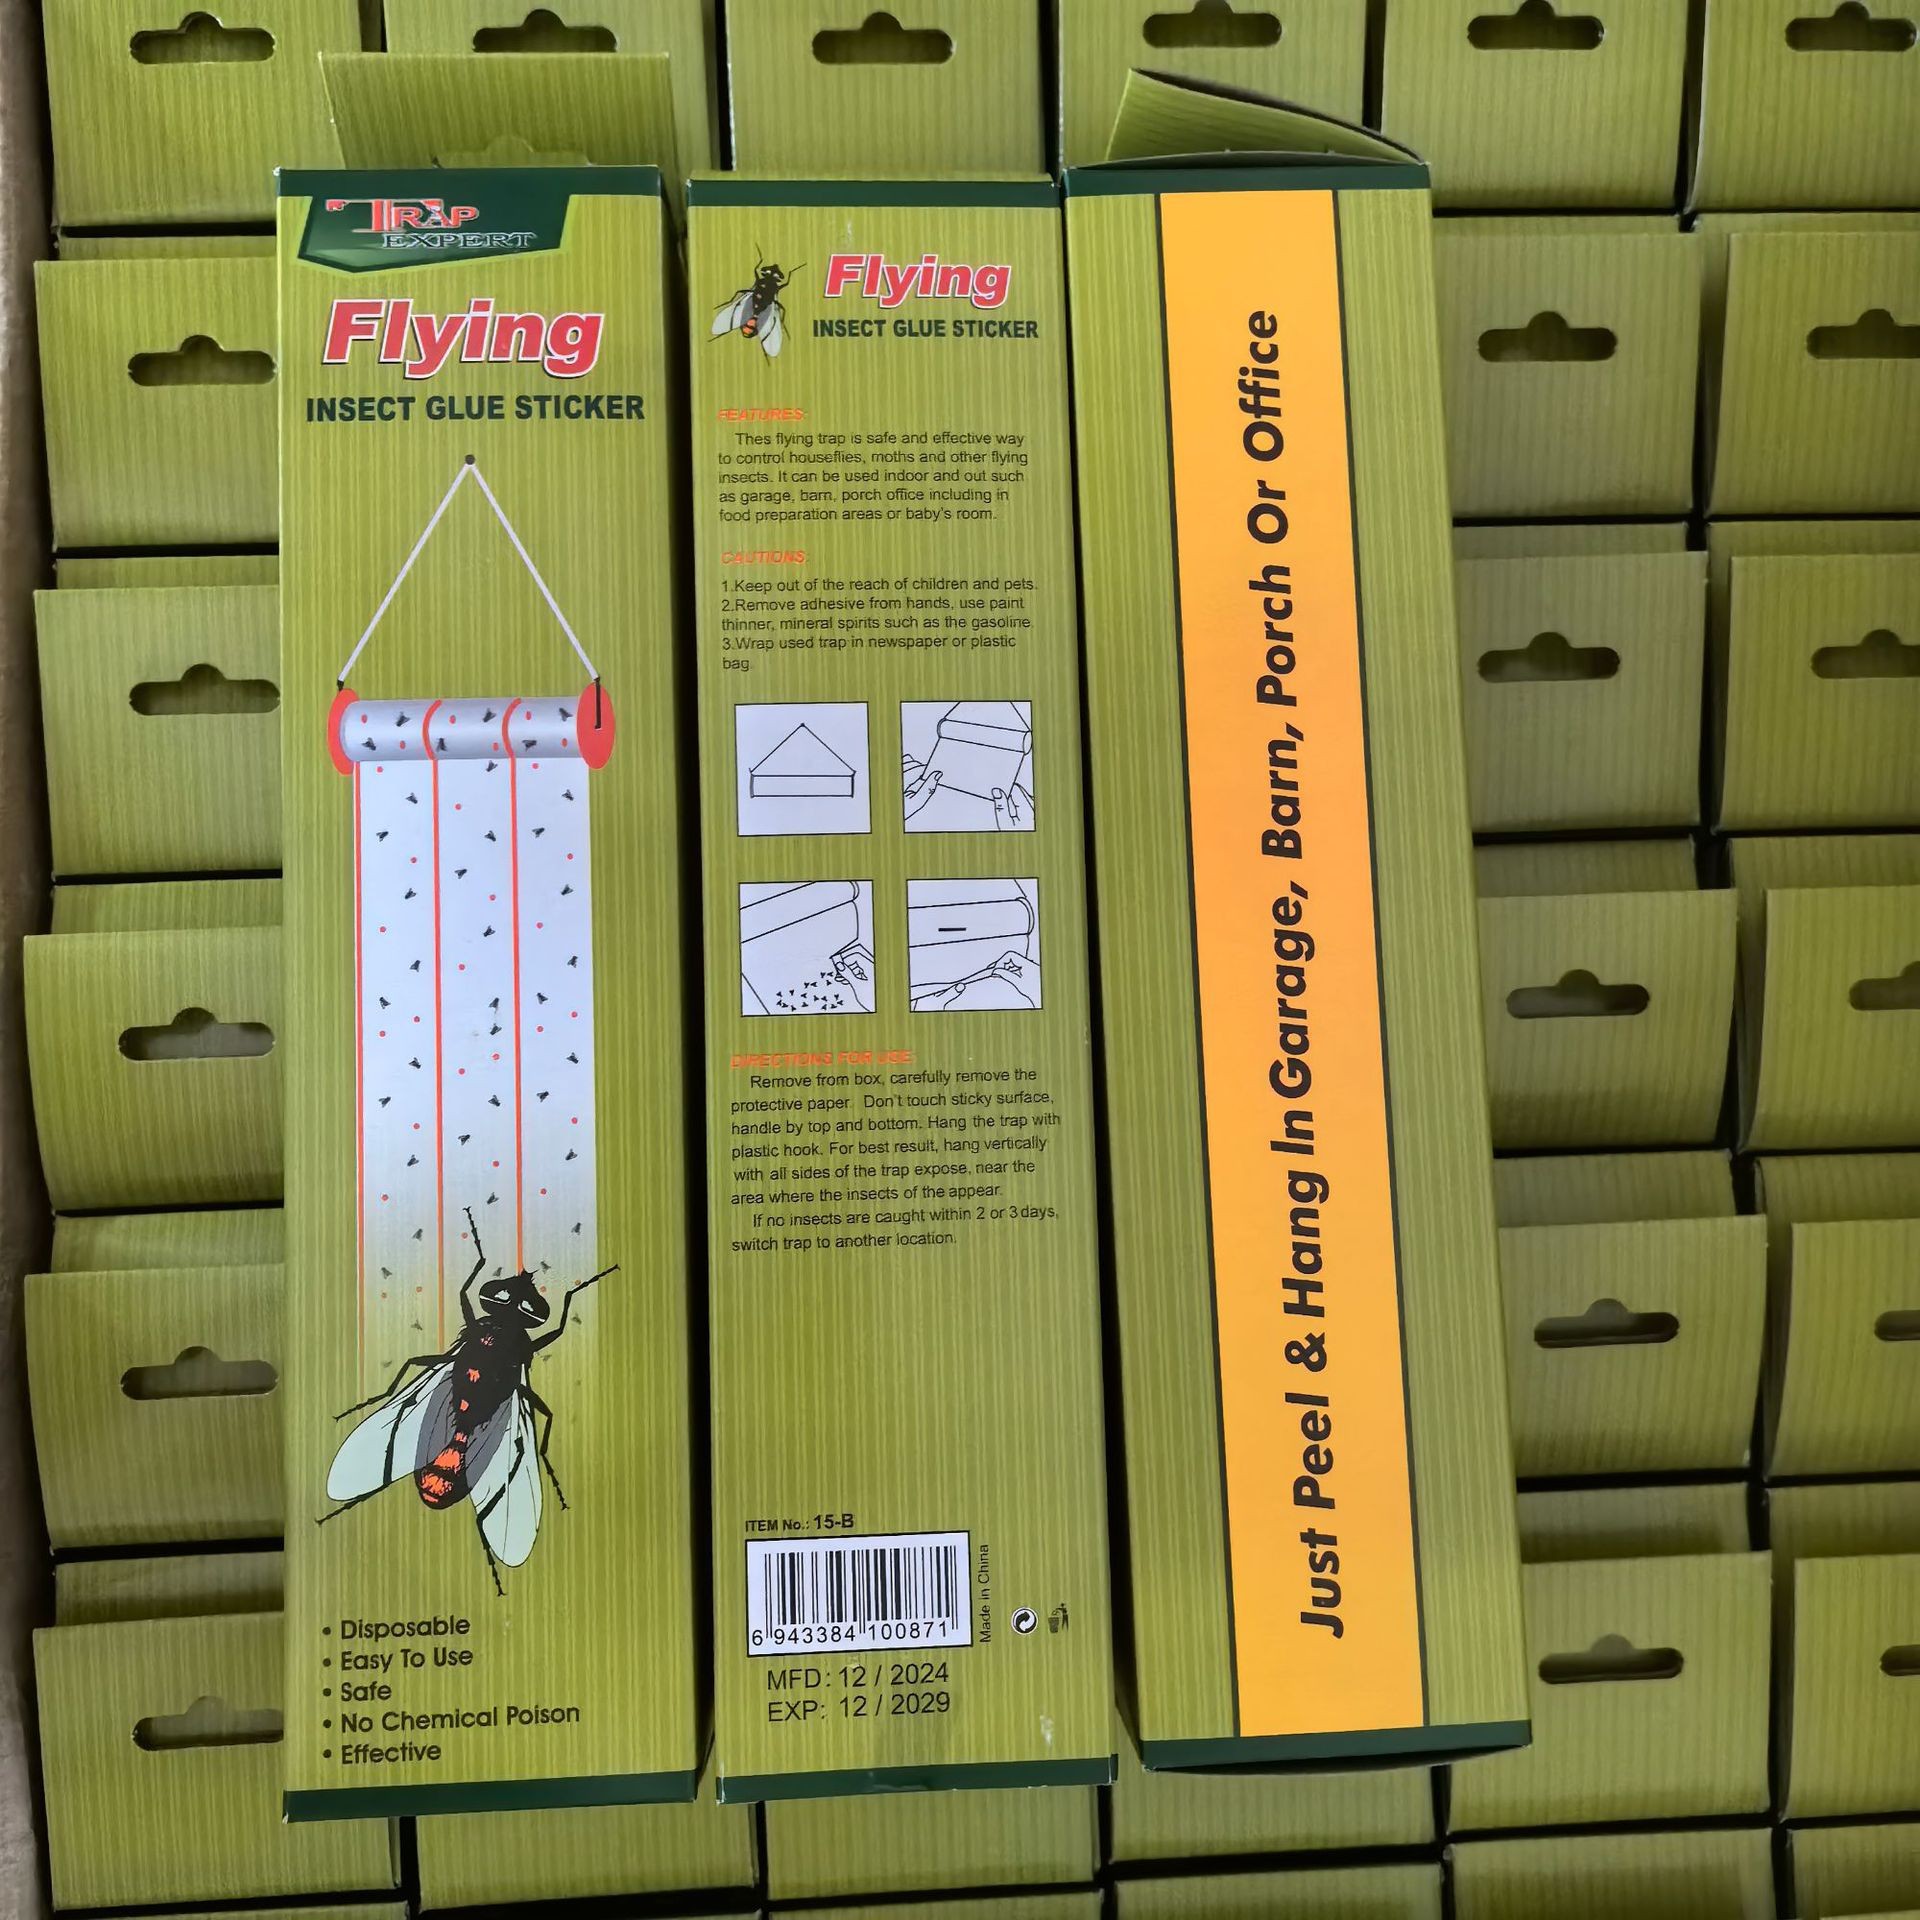 TRAP
EXPERT
Flying
INSECT GLUE STICKER
• Disposable
• Easy To Use
• Safe
• No Chemical Poison
• Effective
Flying
INSECT GLUE STICKER
FEATURES:
Thes flying trap is safe and effective way
to control houseflies, moths and other flying
insects. It can be used indoor and out such
as garage, barn, porch office including in
food preparation areas or baby's room.
CAUTIONS:
1.Keep out of the reach of children and pets.
2.Remove adhesive from hands, use paint
thinner, mineral spirits such as the gasoline.
3.Wrap used trap in newspaper or plastic
bag.
DIRECTIONS FOR USE:
Remove from box, carefully remove the
protective paper. Don't touch sticky surface,
handle by top and bottom. Hang the trap with
plastic hook. For best result, hang vertically
with all sides of the trap expose, near the
area where the insects of the appear.
If no insects are caught within 2 or 3 days,
switch trap to another location.
ITEM No.: 15-B
6 943384 100871
Made in China
MFD: 12 / 2024
EXP: 12 / 2029
Just Peel & Hang In Garage, Barn, Porch Or Office